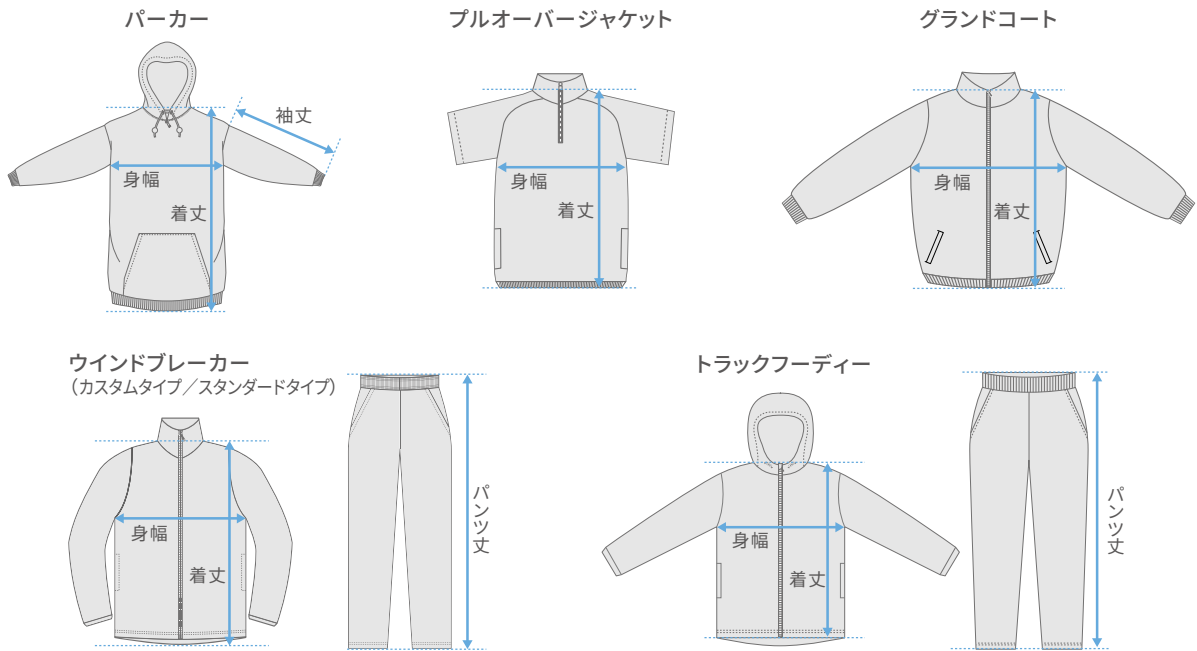 パーカー
袖丈
身幅
着丈
プルオーバージャケット
身幅
着丈
グランドコート
身幅
着丈
ウインドブレーカー
（カスタムタイプ／スタンダードタイプ）
身幅
着丈
パンツ丈
トラックフーディー
身幅
着丈
パンツ丈